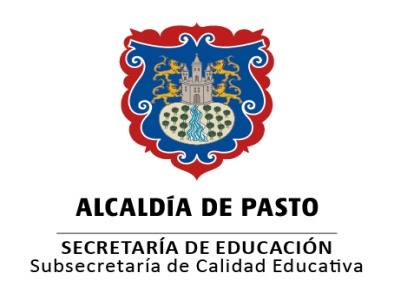 ALCALDÍA DE PASTO
SECRETARÍA DE EDUCACIÓN
Subsecretaría de Calidad Educativa